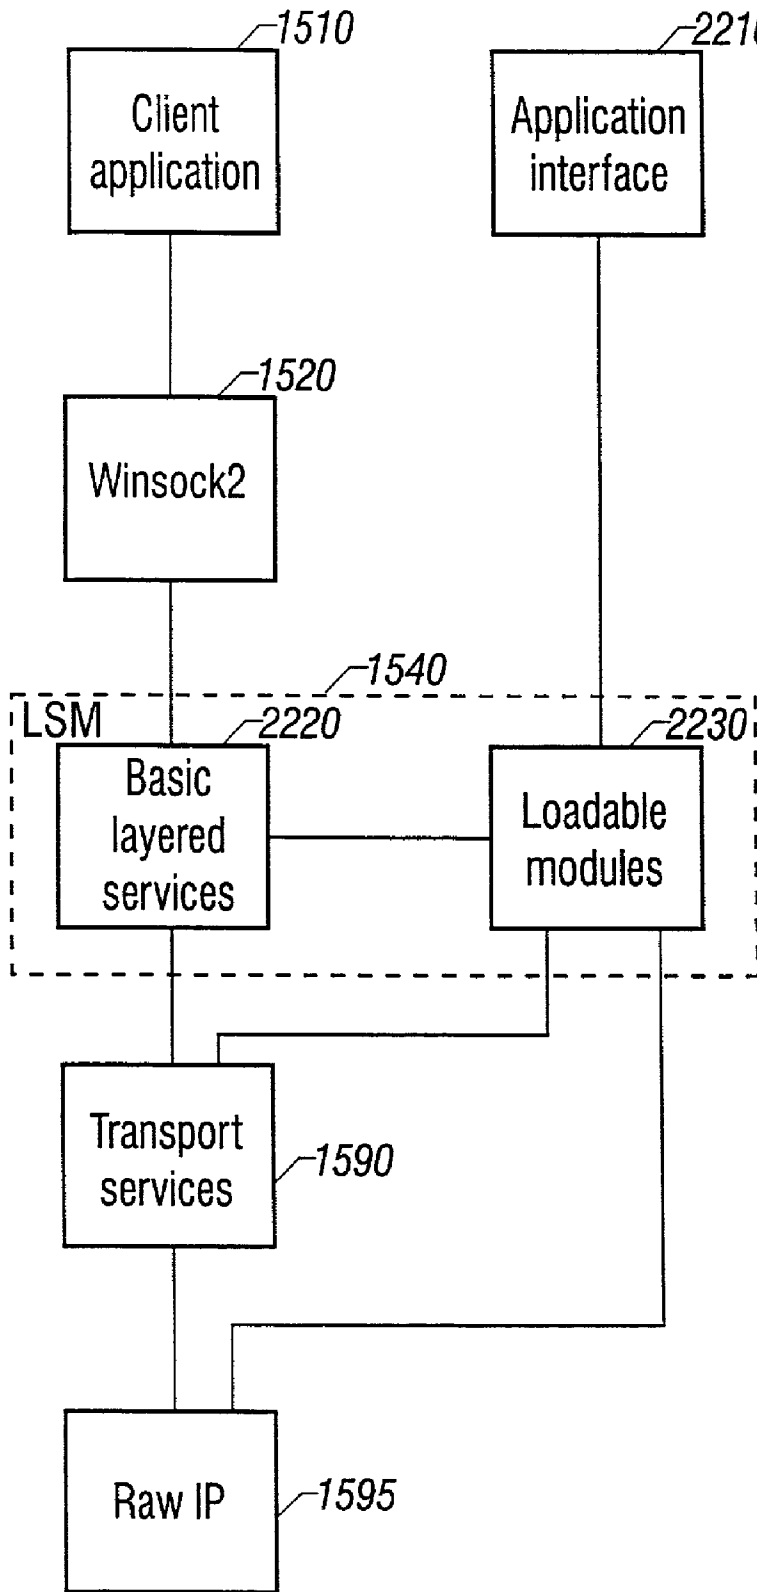 1510
2210
Client
application
Application
interface
1520
Winsock2
1540
LSM
2220
2230
Basic
layered
services
Loadable
modules
Transport
services
1590
Raw IP
1595